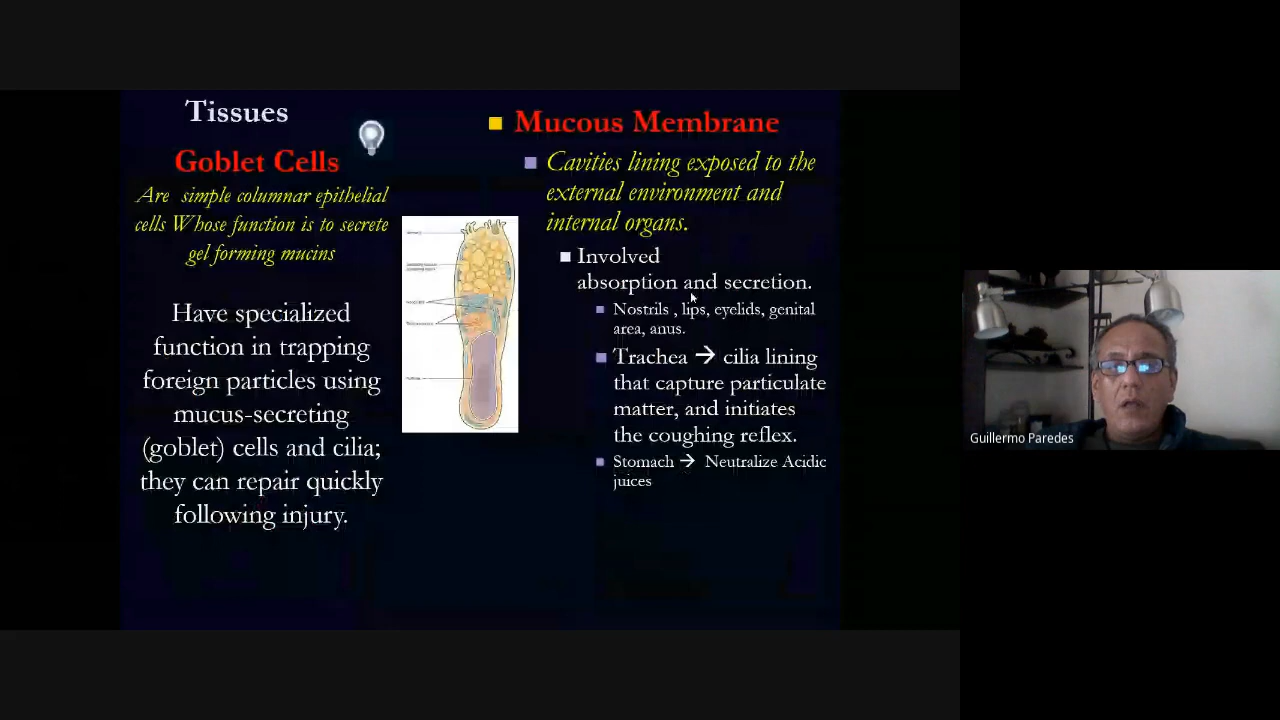 Tissues
Goblet Cells
Are simple columnar epithelial
cells Whose function is to secrete
gel forming mucins
Have specialized
function in trapping
foreign particles using
mucus-secreting
(goblet) cells and cilia;
they can repair quickly
following injury.
Mucous Membrane
Cavities lining exposed to the
external environment and
internal organs.
Involved
absorption and secretion.
Nostrils , lips, eyelids, genital
area, anus.
Trachea → cilia lining
that capture particulate
matter, and initiates
the coughing reflex.
Stomach → Neutralize Acidic
juices
Guillermo Paredes